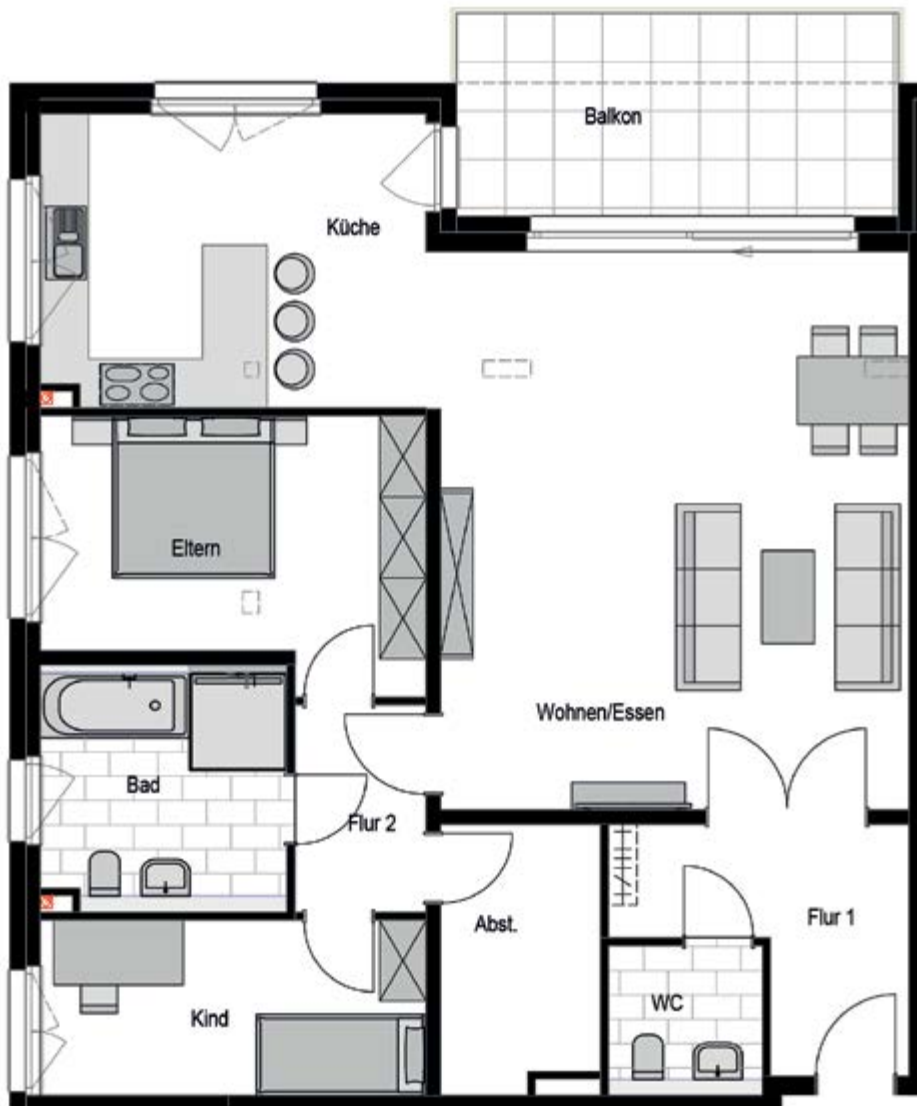 Balkon
Küche
Eltern
Wohnen/Essen
Bad
Flur 2
Abst.
Flur 1
WC
Kind